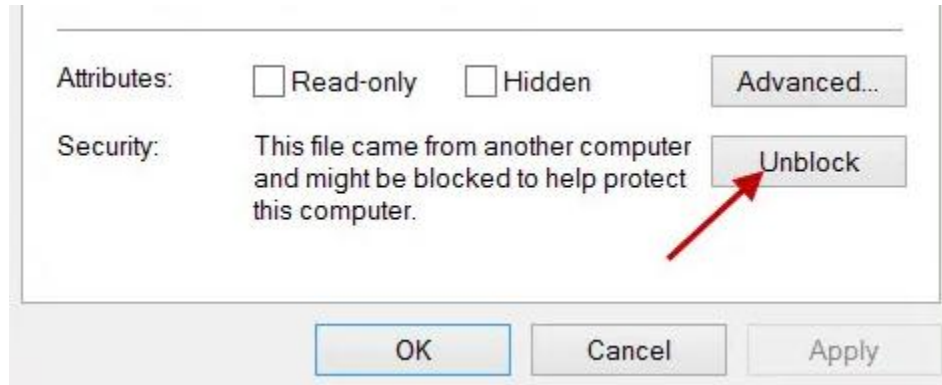 Attributes: Read-only Hidden Advanced...
Security: This file came from another computer Unblock
and might be blocked to help protect
this computer.
OK Cancel Apply